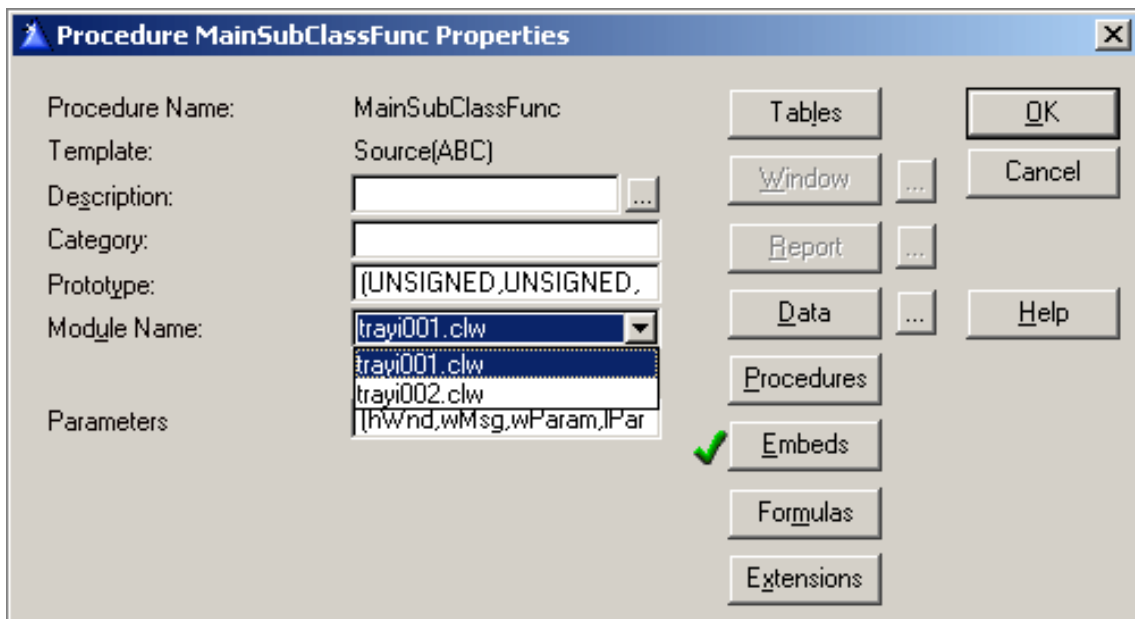 Procedure MainSubClassFunc Properties
Procedure Name: MainSubClassFunc
Template: Source(ABC)
Description: ...
Category:
Prototype: (UNSIGNED,UNSIGNED,
Module Name: trayi001.clw
trayi001.clw
trayi002.clw
Parameters (hWnd,wMsg,wParam,lPar
Tables
Window ...
Report ...
Data ...
Procedures
Embeds
Formulas
Extensions
OK
Cancel
Help